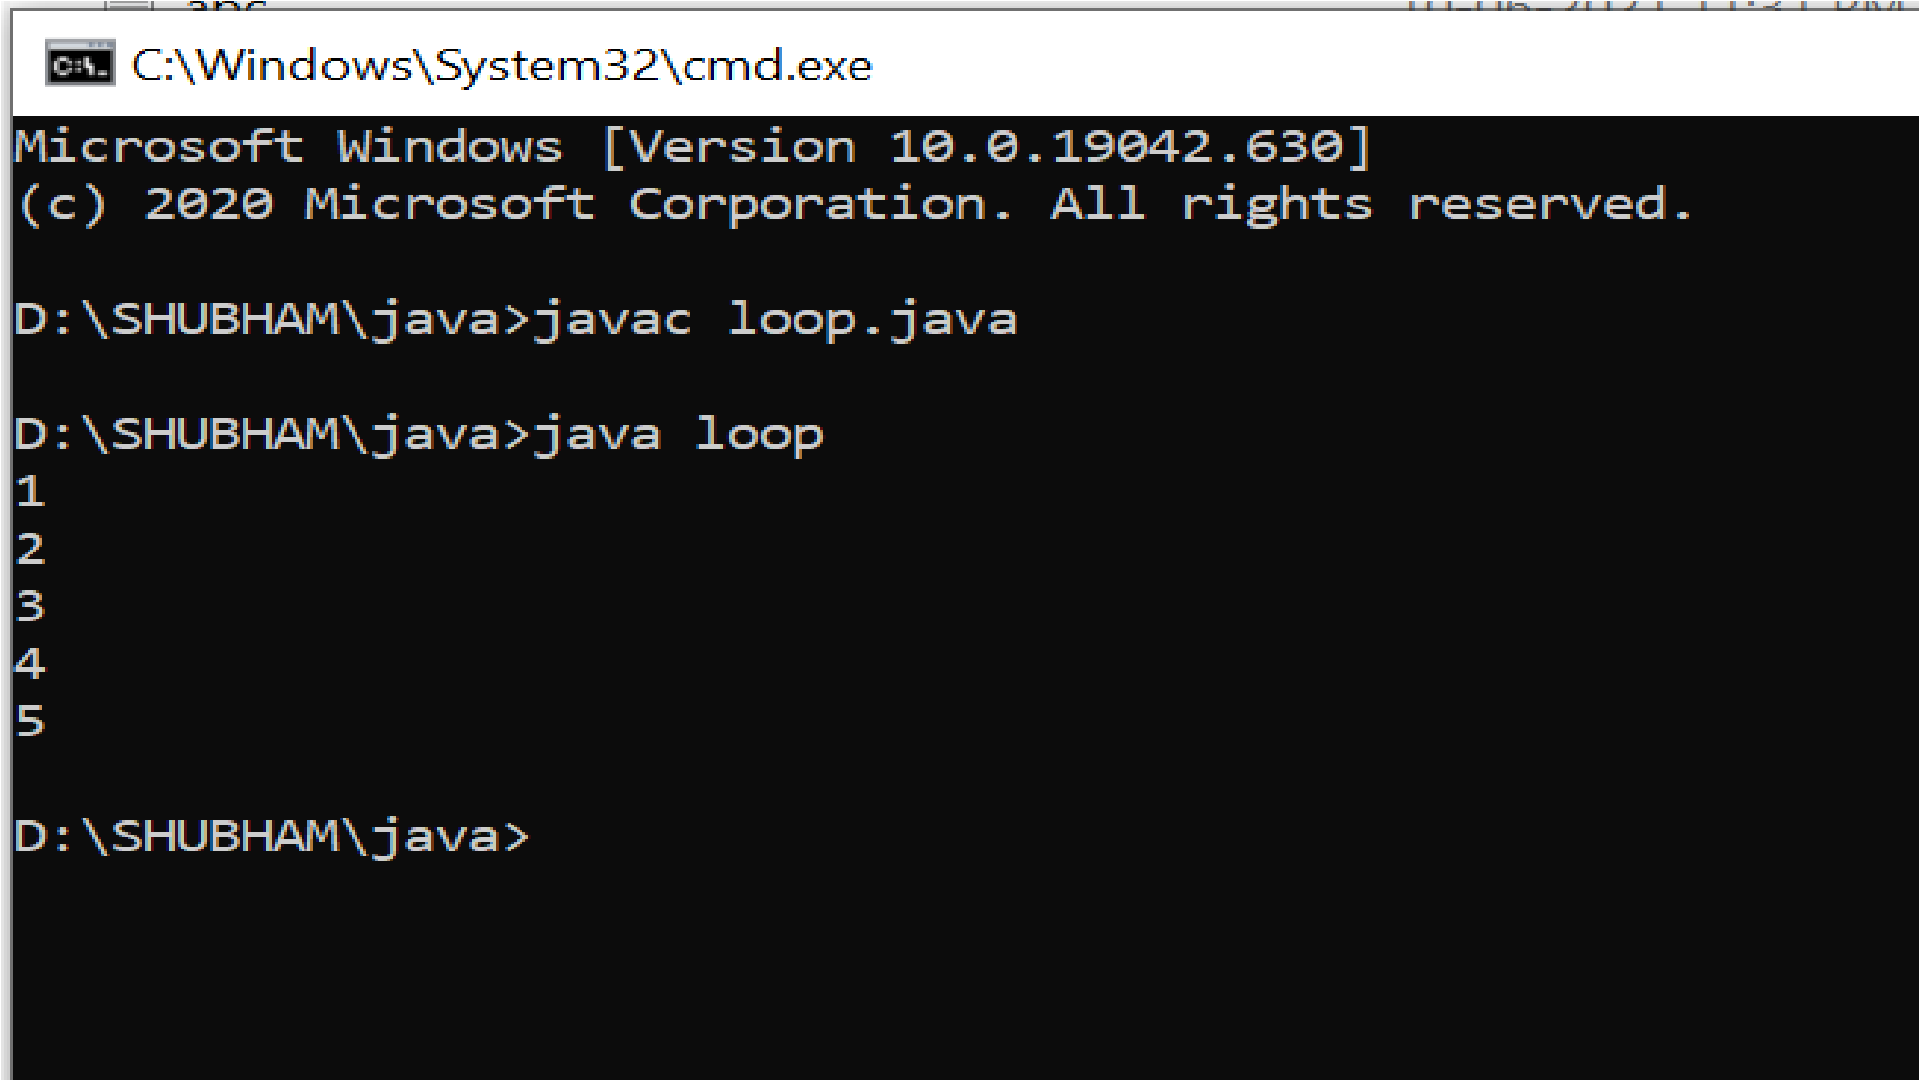 C:\Windows\System32\cmd.exe
Microsoft Windows [Version 10.0.19042.630]
(c) 2020 Microsoft Corporation. All rights reserved.
D:\SHUBHAM\java>javac loop.java
D:\SHUBHAM\java>java loop
1
2
3
4
5
D:\SHUBHAM\java>